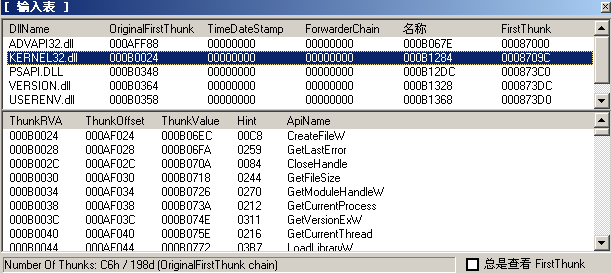 [ 输入表 ]
DllName OriginalFirstThunk TimeDateStamp ForwarderChain 名称 FirstThunk
ADVAPI32.dll 000AFF88 00000000 00000000 000B067E 00087000
KERNEL32.dll 000B0024 00000000 00000000 000B1284 0008709C
PSAPI.DLL 000B0348 00000000 00000000 000B12DC 000873C0
VERSION.dll 000B0364 00000000 00000000 000B1328 000873DC
USERENV.dll 000B0358 00000000 00000000 000B1368 000873D0
ThunkRVA ThunkOffset ThunkValue Hint ApiName
000B0024 000AF024 000B06EC 00C8 CreateFileW
000B0028 000AF028 000B06FA 0259 GetLastError
000B002C 000AF02C 000B070A 0084 CloseHandle
000B0030 000AF030 000B0718 0244 GetFileSize
000B0034 000AF034 000B0726 0270 GetModuleHandleW
000B0038 000AF038 000B073A 0212 GetCurrentProcess
000B003C 000AF03C 000B074E 0311 GetVersionExW
000B0040 000AF040 000B075E 0216 GetCurrentThread
000B0044 000AF044 000B0772 03B7 LoadLibraryW
Number Of Thunks: C6h / 198d (OriginalFirstThunk chain) 总是查看 FirstThunk